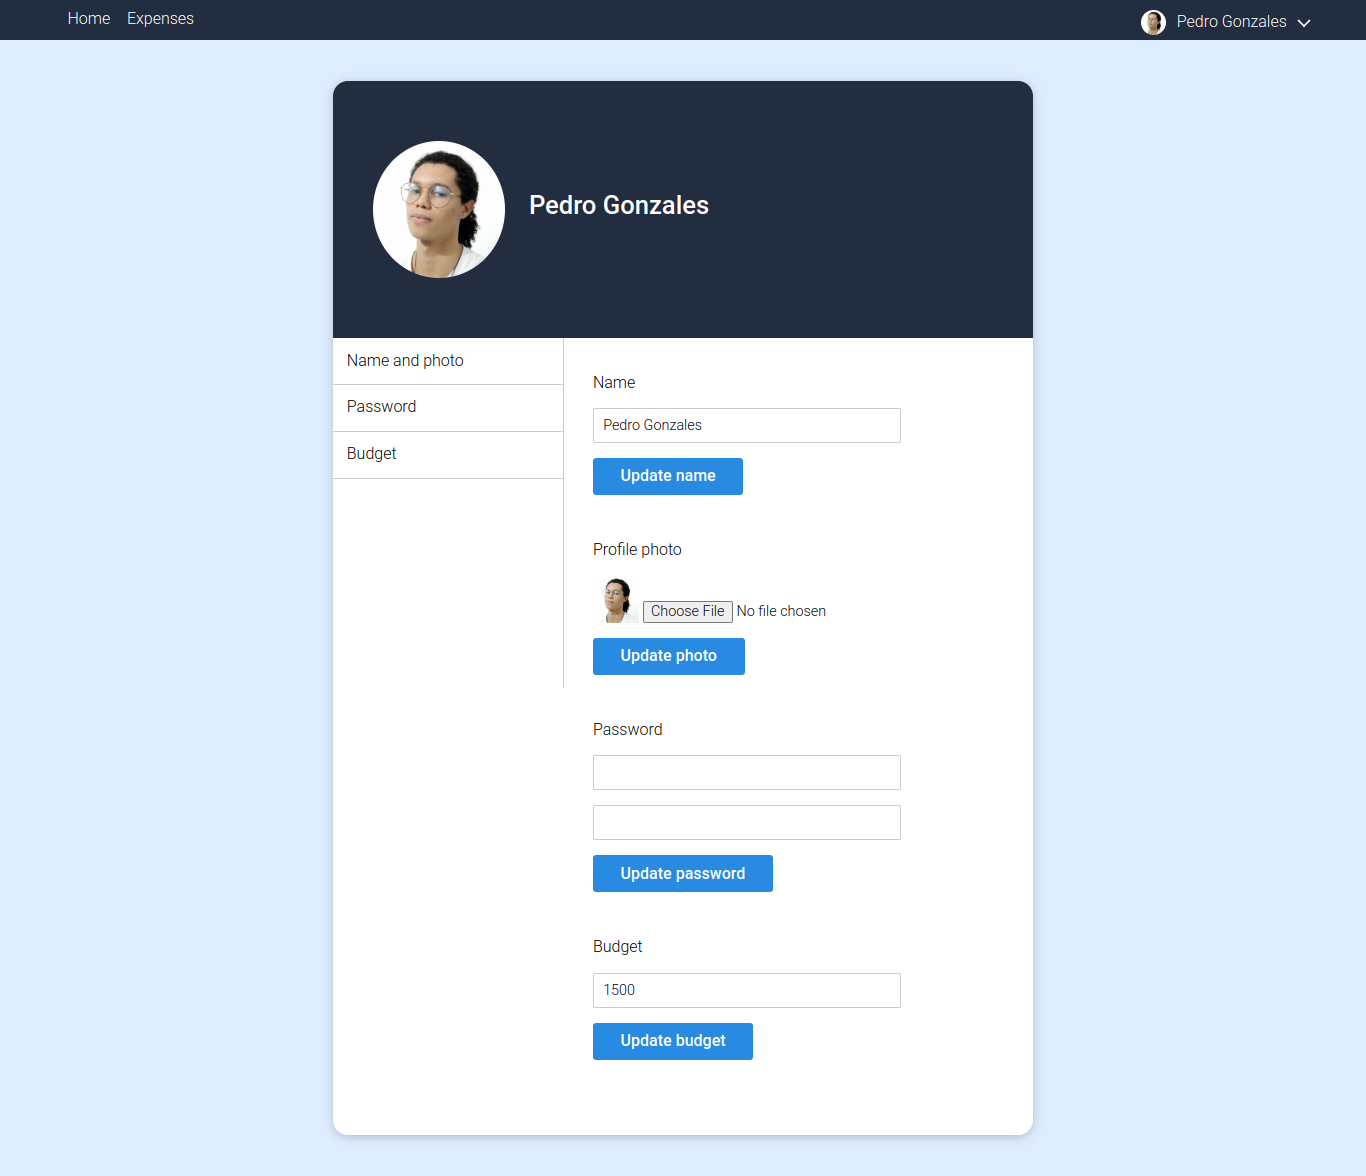 Home Expenses Pedro Gonzales
Pedro Gonzales
Name and photo
Password
Budget
Name
Pedro Gonzales
Update name
Profile photo
Choose File No file chosen
Update photo
Password
Update password
Budget
1500
Update budget